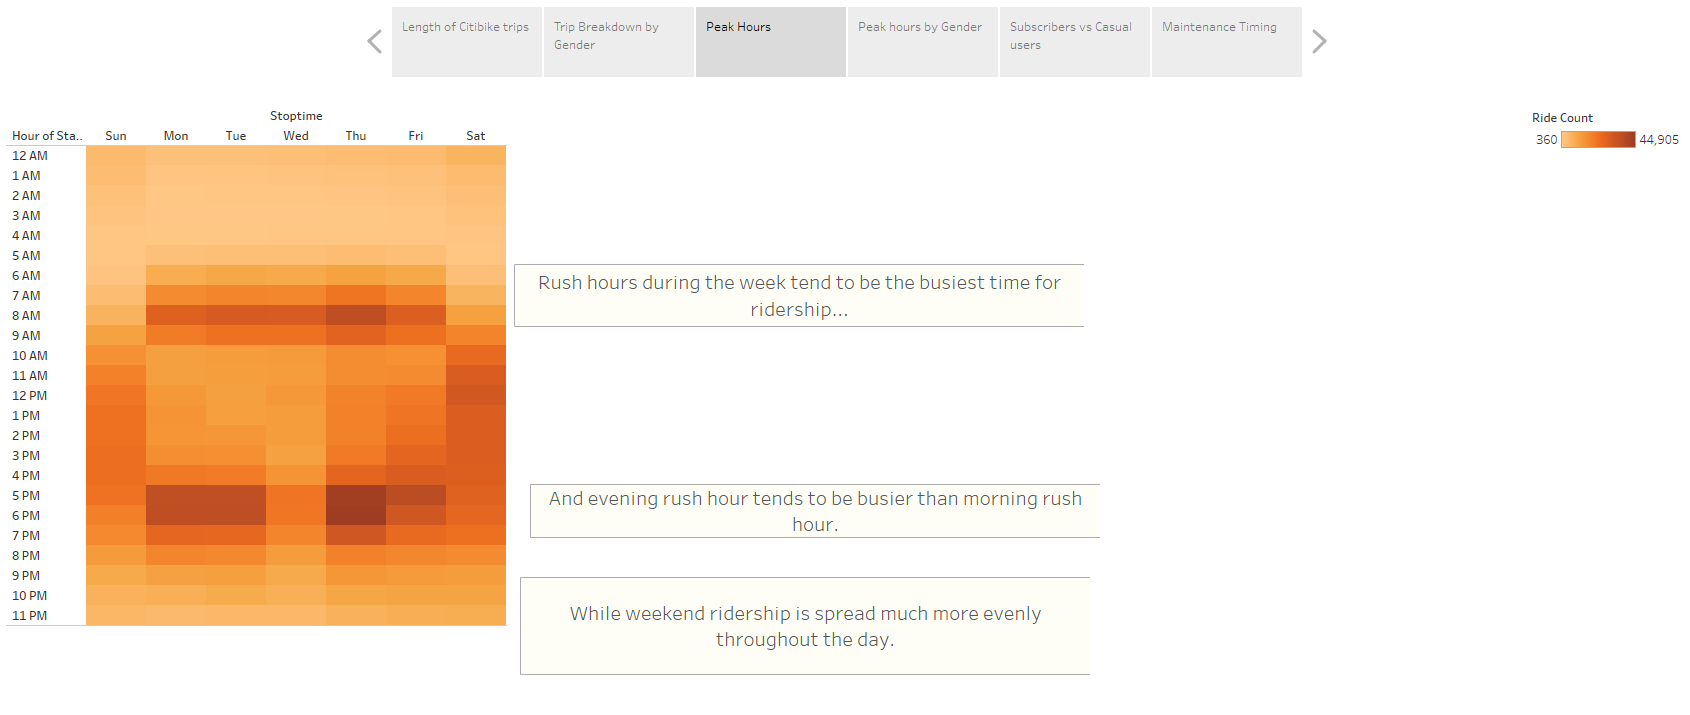 Length of Citibike trips
Trip Breakdown by
Gender
Peak Hours
Peak hours by Gender
Subscribers vs Casual
users
Maintenance Timing
Stoptime
Hour of Sta.. Sun Mon Tue Wed Thu Fri Sat
12 AM
1 AM
2 AM
3 AM
4 AM
5 AM
6 AM
7 AM
8 AM
9 AM
10 AM
11 AM
12 PM
1 PM
2 PM
3 PM
4 PM
5 PM
6 PM
7 PM
8 PM
9 PM
10 PM
11 PM
Rush hours during the week tend to be the busiest time for
ridership...
And evening rush hour tends to be busier than morning rush
hour.
While weekend ridership is spread much more evenly
throughout the day.
Ride Count
360 44,905